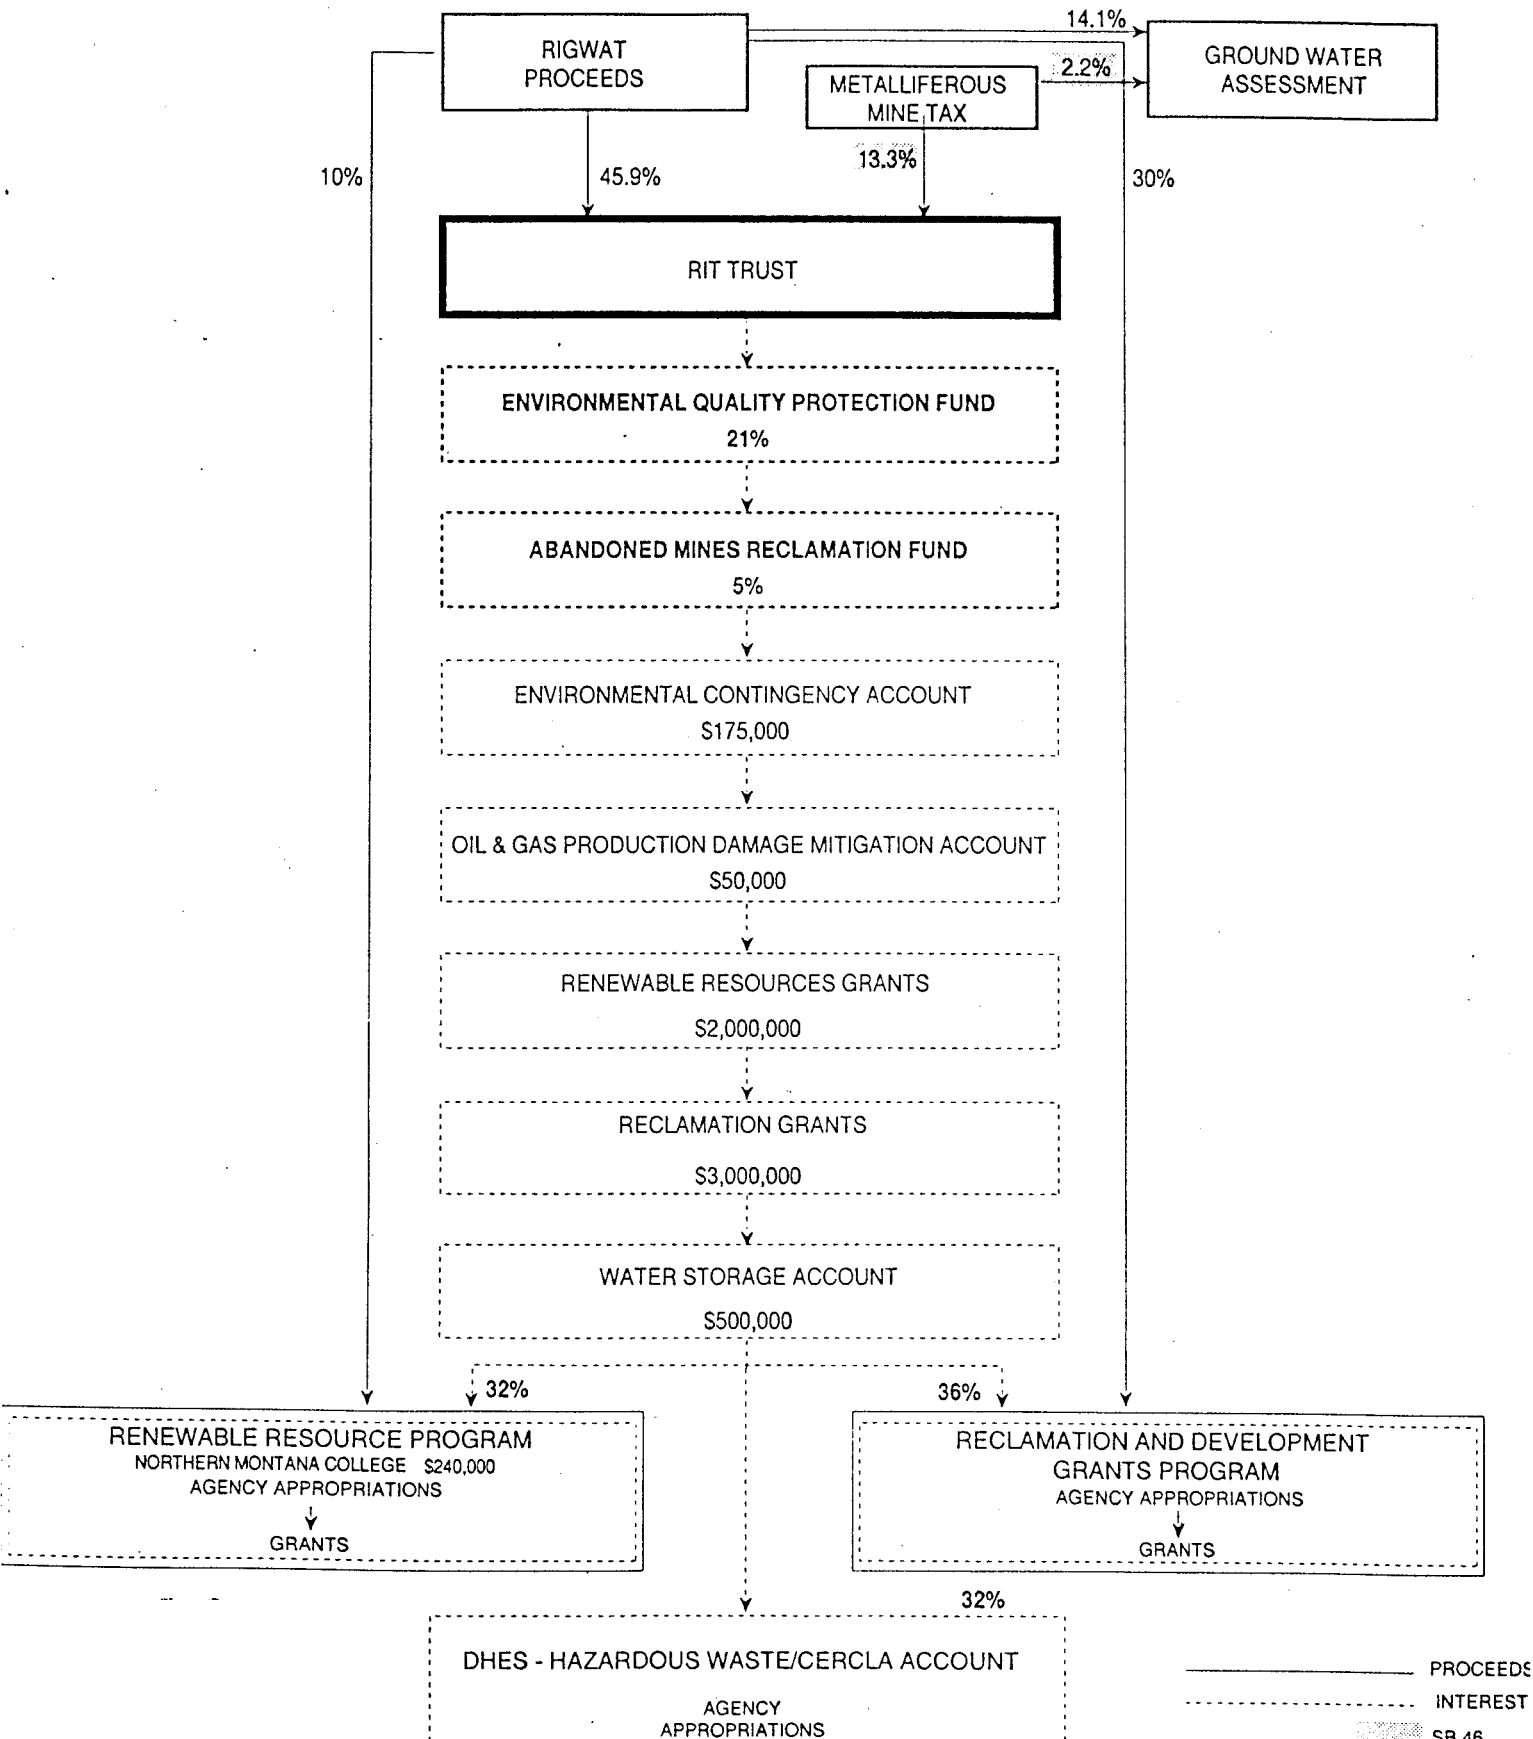 14.1%
RIGWAT
PROCEEDS
GROUND WATER
ASSESSMENT
2.2%
METALLIFEROUS
MINE TAX
10%
45.9%
13.3%
30%
RIT TRUST
ENVIRONMENTAL QUALITY PROTECTION FUND
21%
ABANDONED MINES RECLAMATION FUND
5%
ENVIRONMENTAL CONTINGENCY ACCOUNT
$175,000
OIL & GAS PRODUCTION DAMAGE MITIGATION ACCOUNT
$50,000
RENEWABLE RESOURCES GRANTS
$2,000,000
RECLAMATION GRANTS
$3,000,000
WATER STORAGE ACCOUNT
$500,000
32%
36%
RENEWABLE RESOURCE PROGRAM
NORTHERN MONTANA COLLEGE $240,000
AGENCY APPROPRIATIONS
GRANTS
RECLAMATION AND DEVELOPMENT
GRANTS PROGRAM
AGENCY APPROPRIATIONS
GRANTS
32%
DHES - HAZARDOUS WASTE/CERCLA ACCOUNT
AGENCY
APPROPRIATIONS
PROCEEDS
INTEREST
SB 46